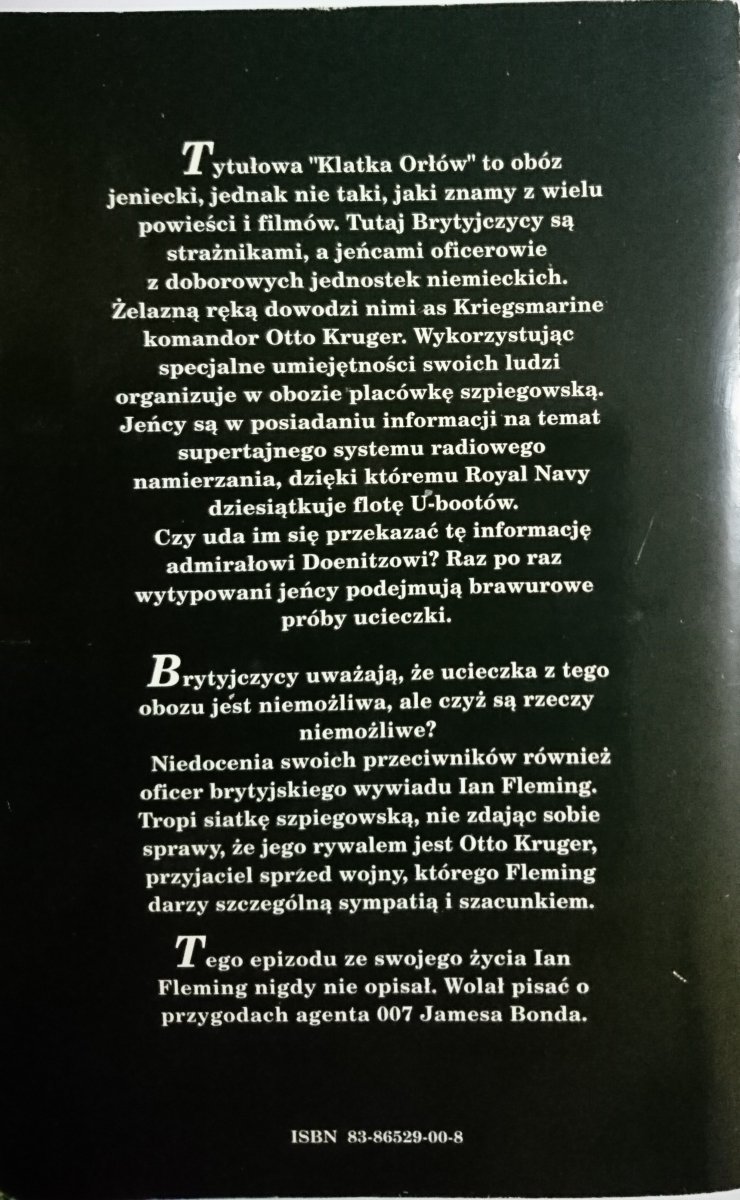 Tytułowa "Klatka Orłów" to obóz
jeniecki, jednak nie taki, jaki znamy z wielu
powieści i filmów. Tutaj Brytyjczycy są
strażnikami, a jeńcami oficerowie
z doborowych jednostek niemieckich.
Żelazną ręką dowodzi nimi as Kriegsmarine
komandor Otto Kruger. Wykorzystując
specjalne umiejętności swoich ludzi
organizuje w obozie placówkę szpiegowską.
Jeńcy są w posiadaniu informacji na temat
supertajnego systemu radiowego
namierzania, dzięki któremu Royal Navy
dziesiątkuje flotę U-bootów.
Czy uda im się przekazać tę informację
admirałowi Doenitzowi? Raz po raz
wytypowani jeńcy podejmują brawurowe
próby ucieczki.
Brytyjczycy uważają, że ucieczka z tego
obozu jest niemożliwa, ale czyż są rzeczy
niemożliwe?
Niedocenia swoich przeciwników również
oficer brytyjskiego wywiadu Ian Fleming.
Tropi siatkę szpiegowską, nie zdając sobie
sprawy, że jego rywalem jest Otto Kruger,
przyjaciel sprzed wojny, którego Fleming
darzy szczególną sympatią i szacunkiem.
Tego epizodu ze swojego życia Ian
Fleming nigdy nie opisał. Wolał pisać o
przygodach agenta 007 Jamesa Bonda.
ISBN 83-86529-00-8